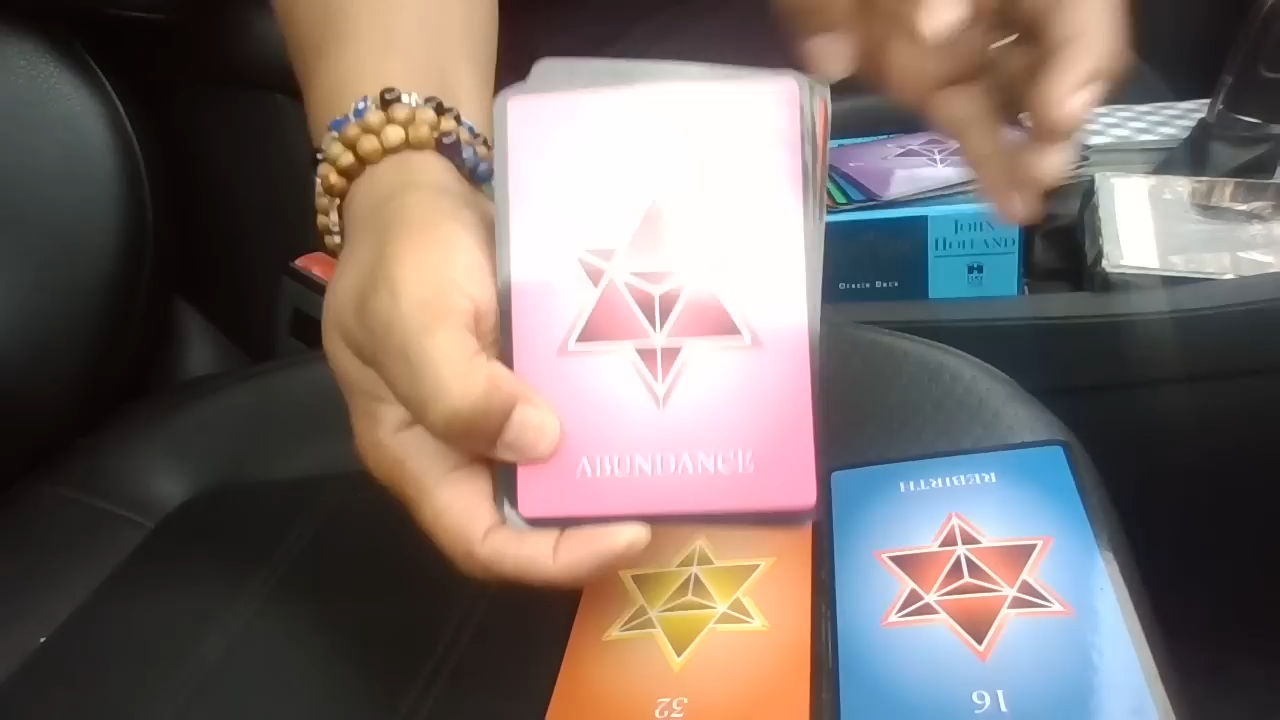 JOHN
HOLLAND
ORACLE DECK
ABUNDANCE
REBIRTH
32
16